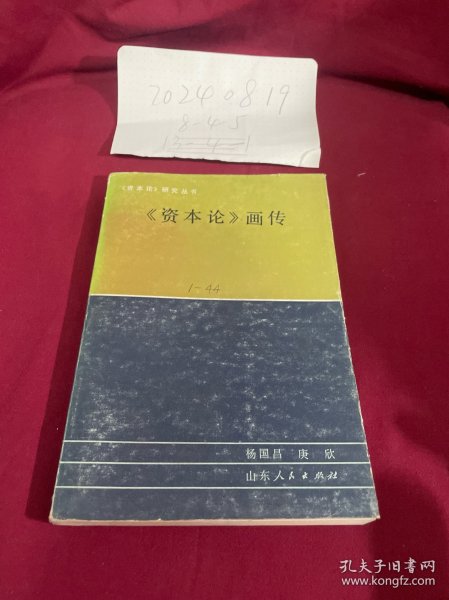 20240819
8-4-5
13-4-1
《资本论》研究丛书
《资本论》画传
1-44
杨国昌 庚欣
山东人民出版社
孔夫子旧书网
www.kongfz.com